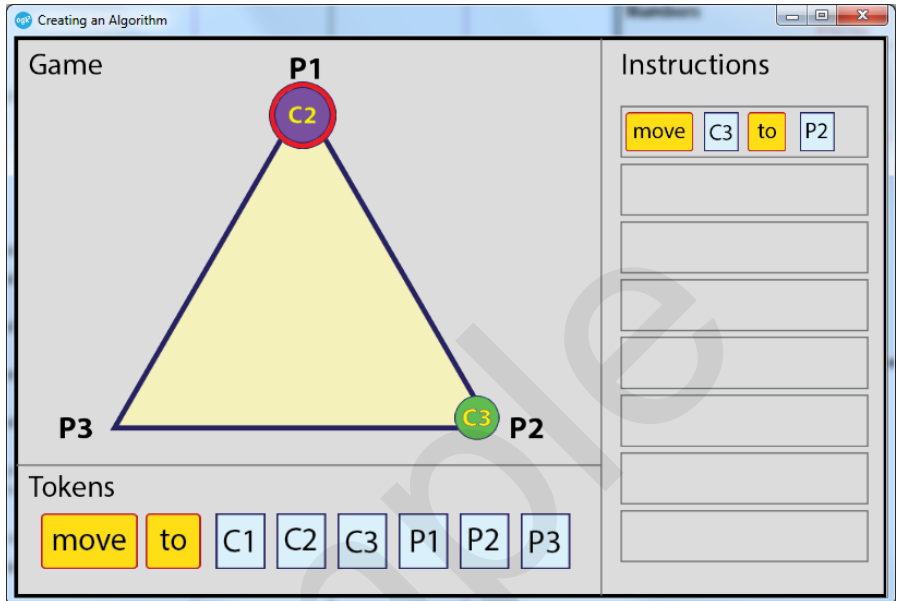 Creating an Algorithm
Game
P1
C2
C3
P3
P2
Instructions
move C3 to P2
Tokens
move to C1 C2 C3 P1 P2 P3